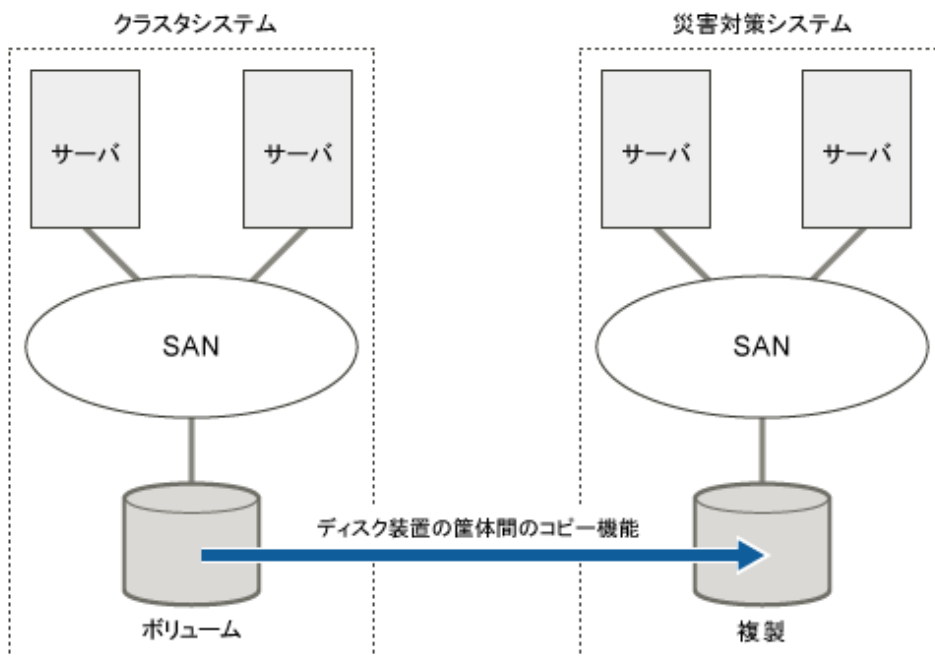 クラスタシステム
災害対策システム
サーバ
サーバ
サーバ
サーバ
SAN
SAN
ディスク装置の筐体間のコピー機能
ボリューム
複製